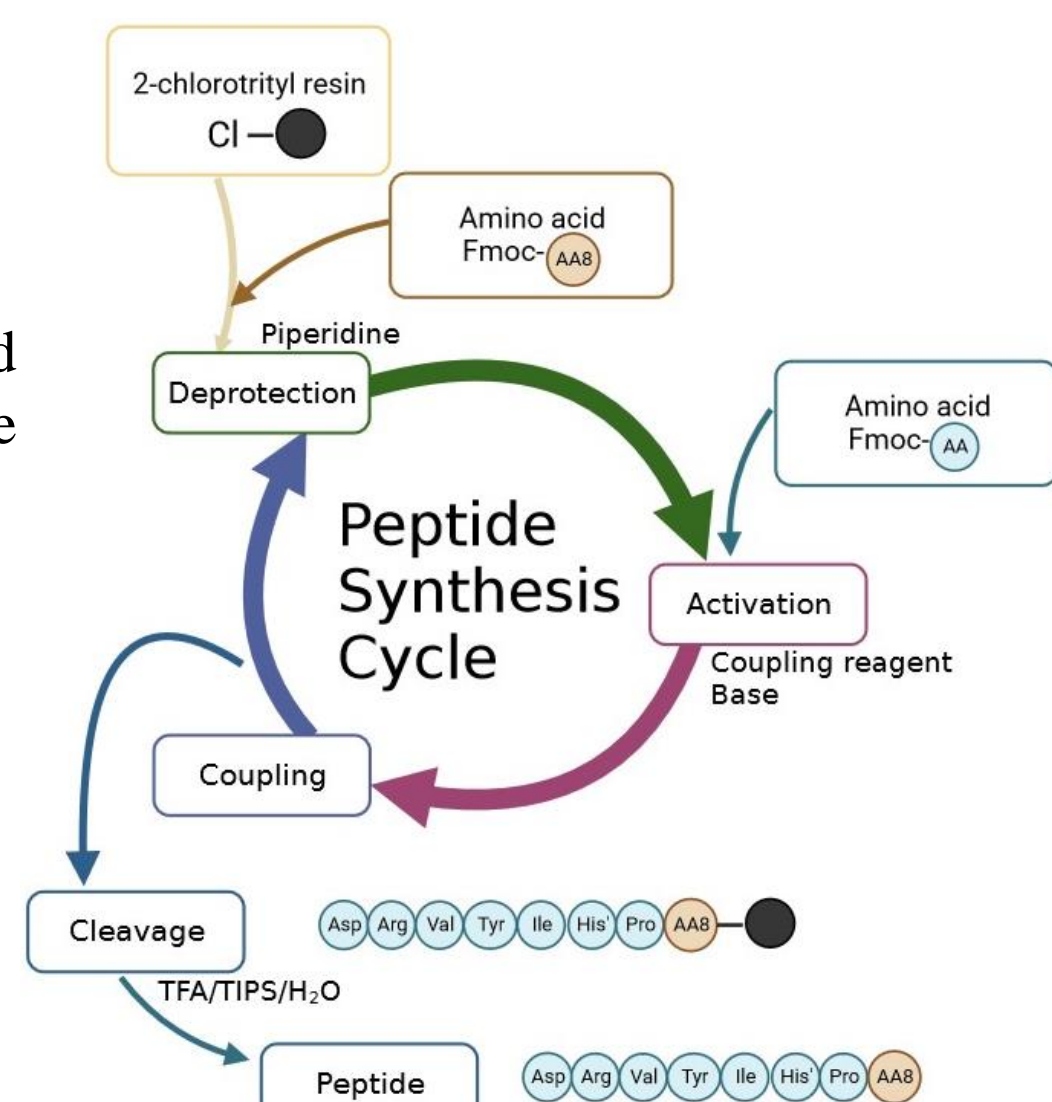 2-chlorotrityl resin
Cl
Amino acid
Fmoc-AA8
d
e
Piperidine
Deprotection
Amino acid
Fmoc-AA
Peptide
Synthesis
Cycle
Activation
Coupling reagent
Base
Coupling
Cleavage
Asp Arg Val Tyr Ile His' Pro AA8
TFA/TIPS/H₂O
Peptide
Asp Arg Val Tyr Ile His' Pro AA8